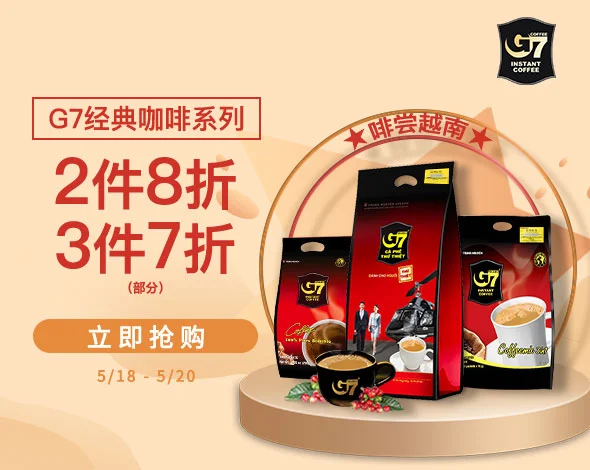 G7
COFFEE
INSTANT
COFFEE
G7经典咖啡系列
★啡尝越南★
2件8折
3件7折
(部分)
立即抢购
5/18 - 5/20
G7
CÀ PHÊ
THỨ THIỆT
G7
G7
INSTANT
COFFEE
Coffee
G7